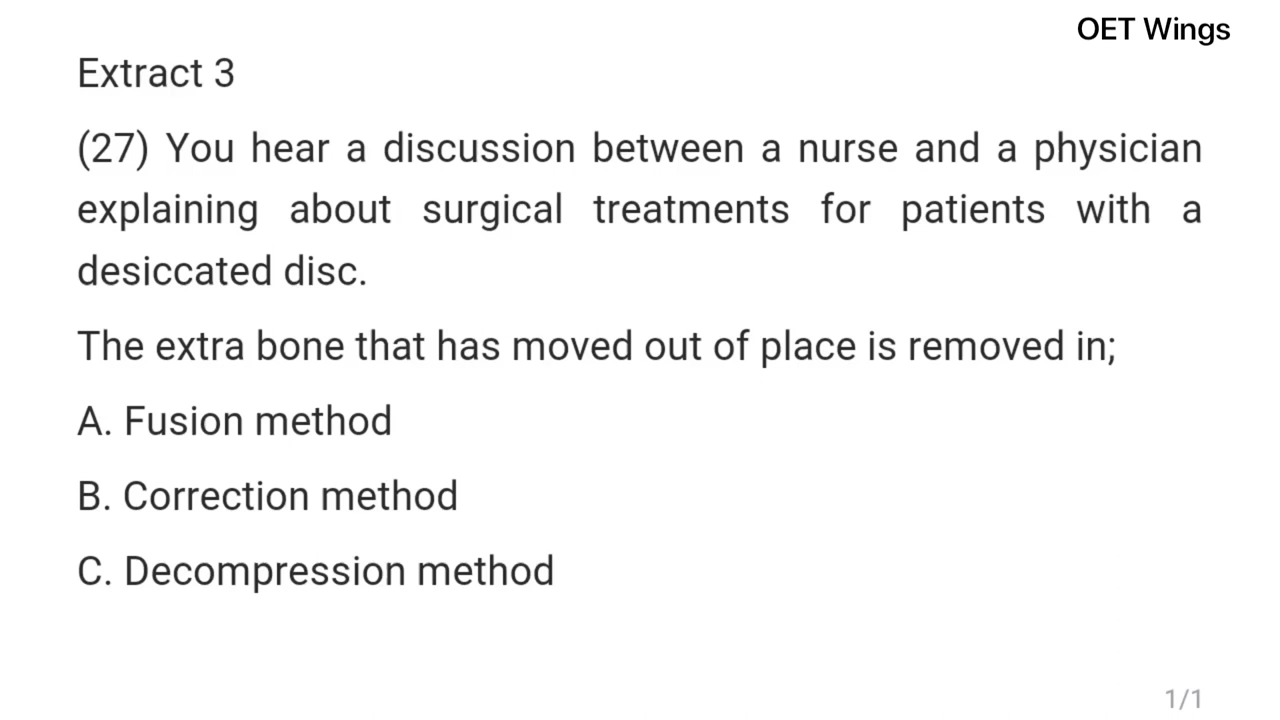 OET Wings
Extract 3
(27) You hear a discussion between a nurse and a physician
explaining about surgical treatments for patients with a
desiccated disc.
The extra bone that has moved out of place is removed in;
A. Fusion method
B. Correction method
C. Decompression method
1/1